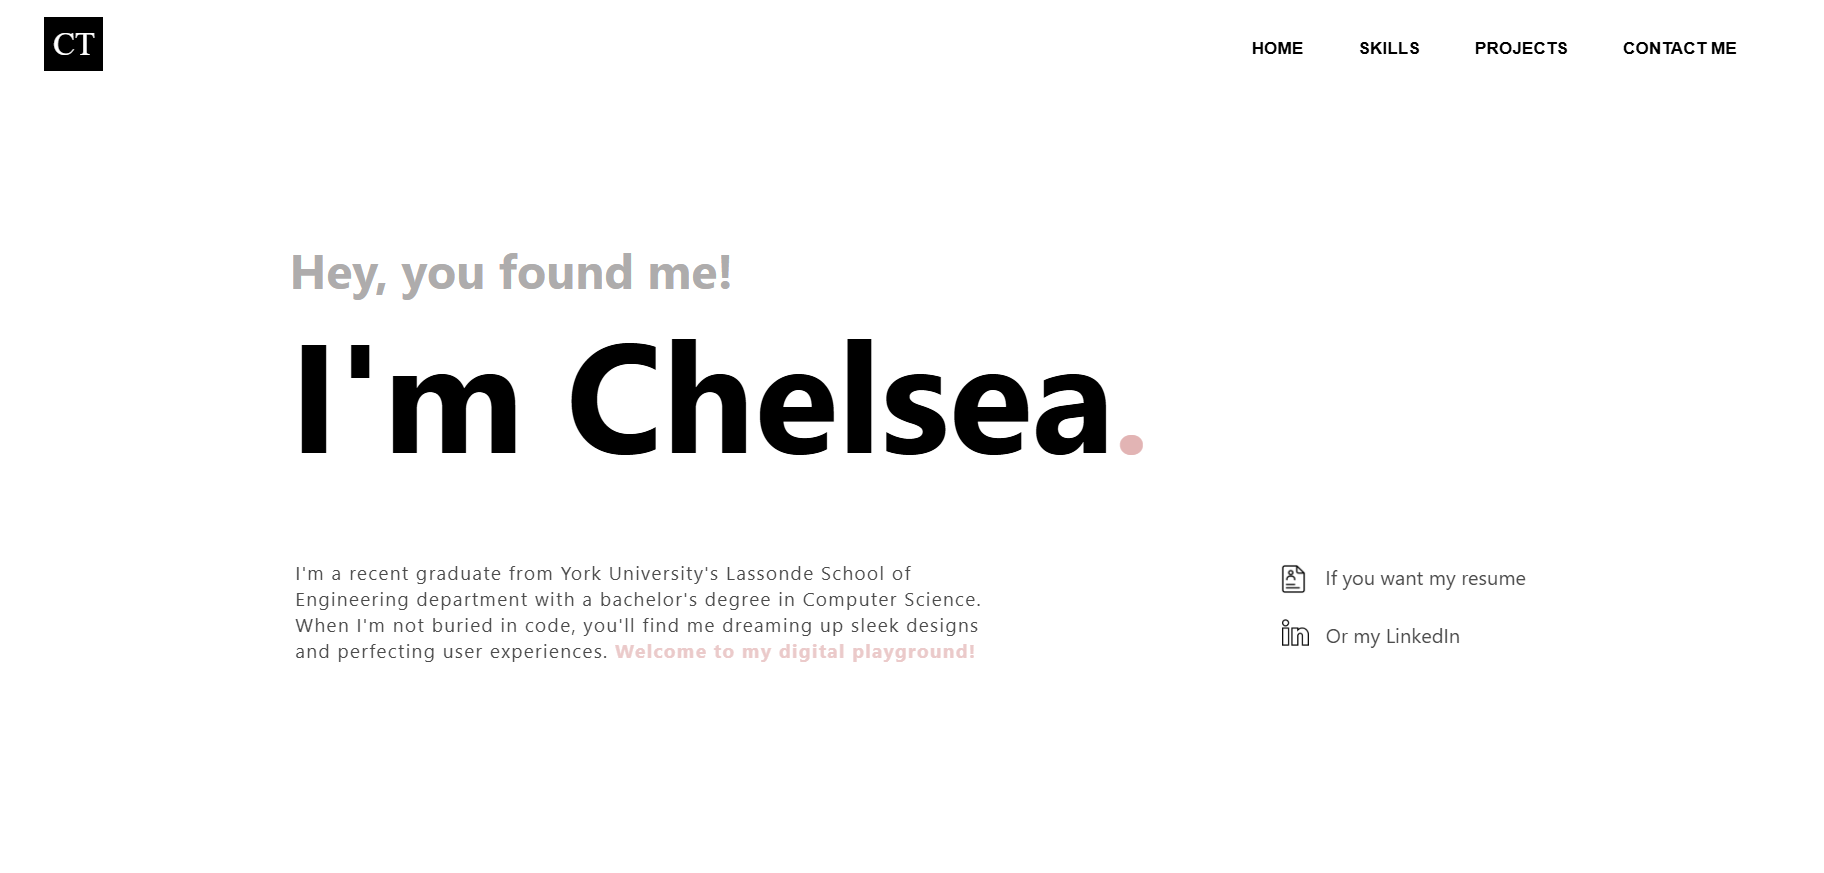 CT
HOME SKILLS PROJECTS CONTACT ME
Hey, you found me!
I'm Chelsea.
I'm a recent graduate from York University's Lassonde School of
Engineering department with a bachelor's degree in Computer Science.
When I'm not buried in code, you'll find me dreaming up sleek designs
and perfecting user experiences. Welcome to my digital playground!
If you want my resume
in Or my LinkedIn